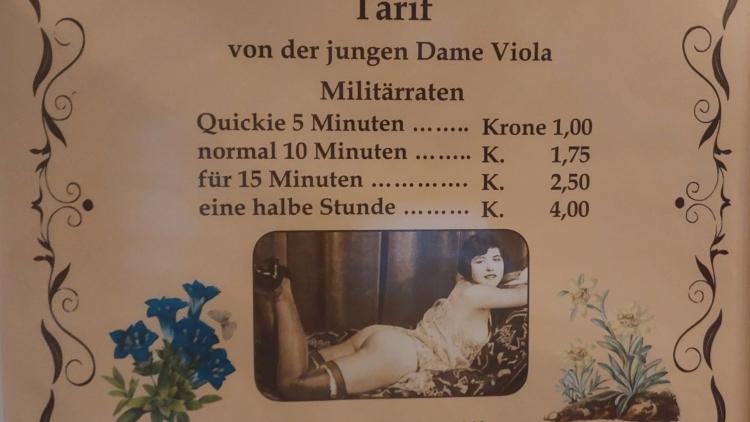 Tarif
von der jungen Dame Viola
Militärraten
Quickie 5 Minuten ........ Krone 1,00
normal 10 Minuten ....... K. 1,75
für 15 Minuten .............. K. 2,50
eine halbe Stunde ......... K. 4,00